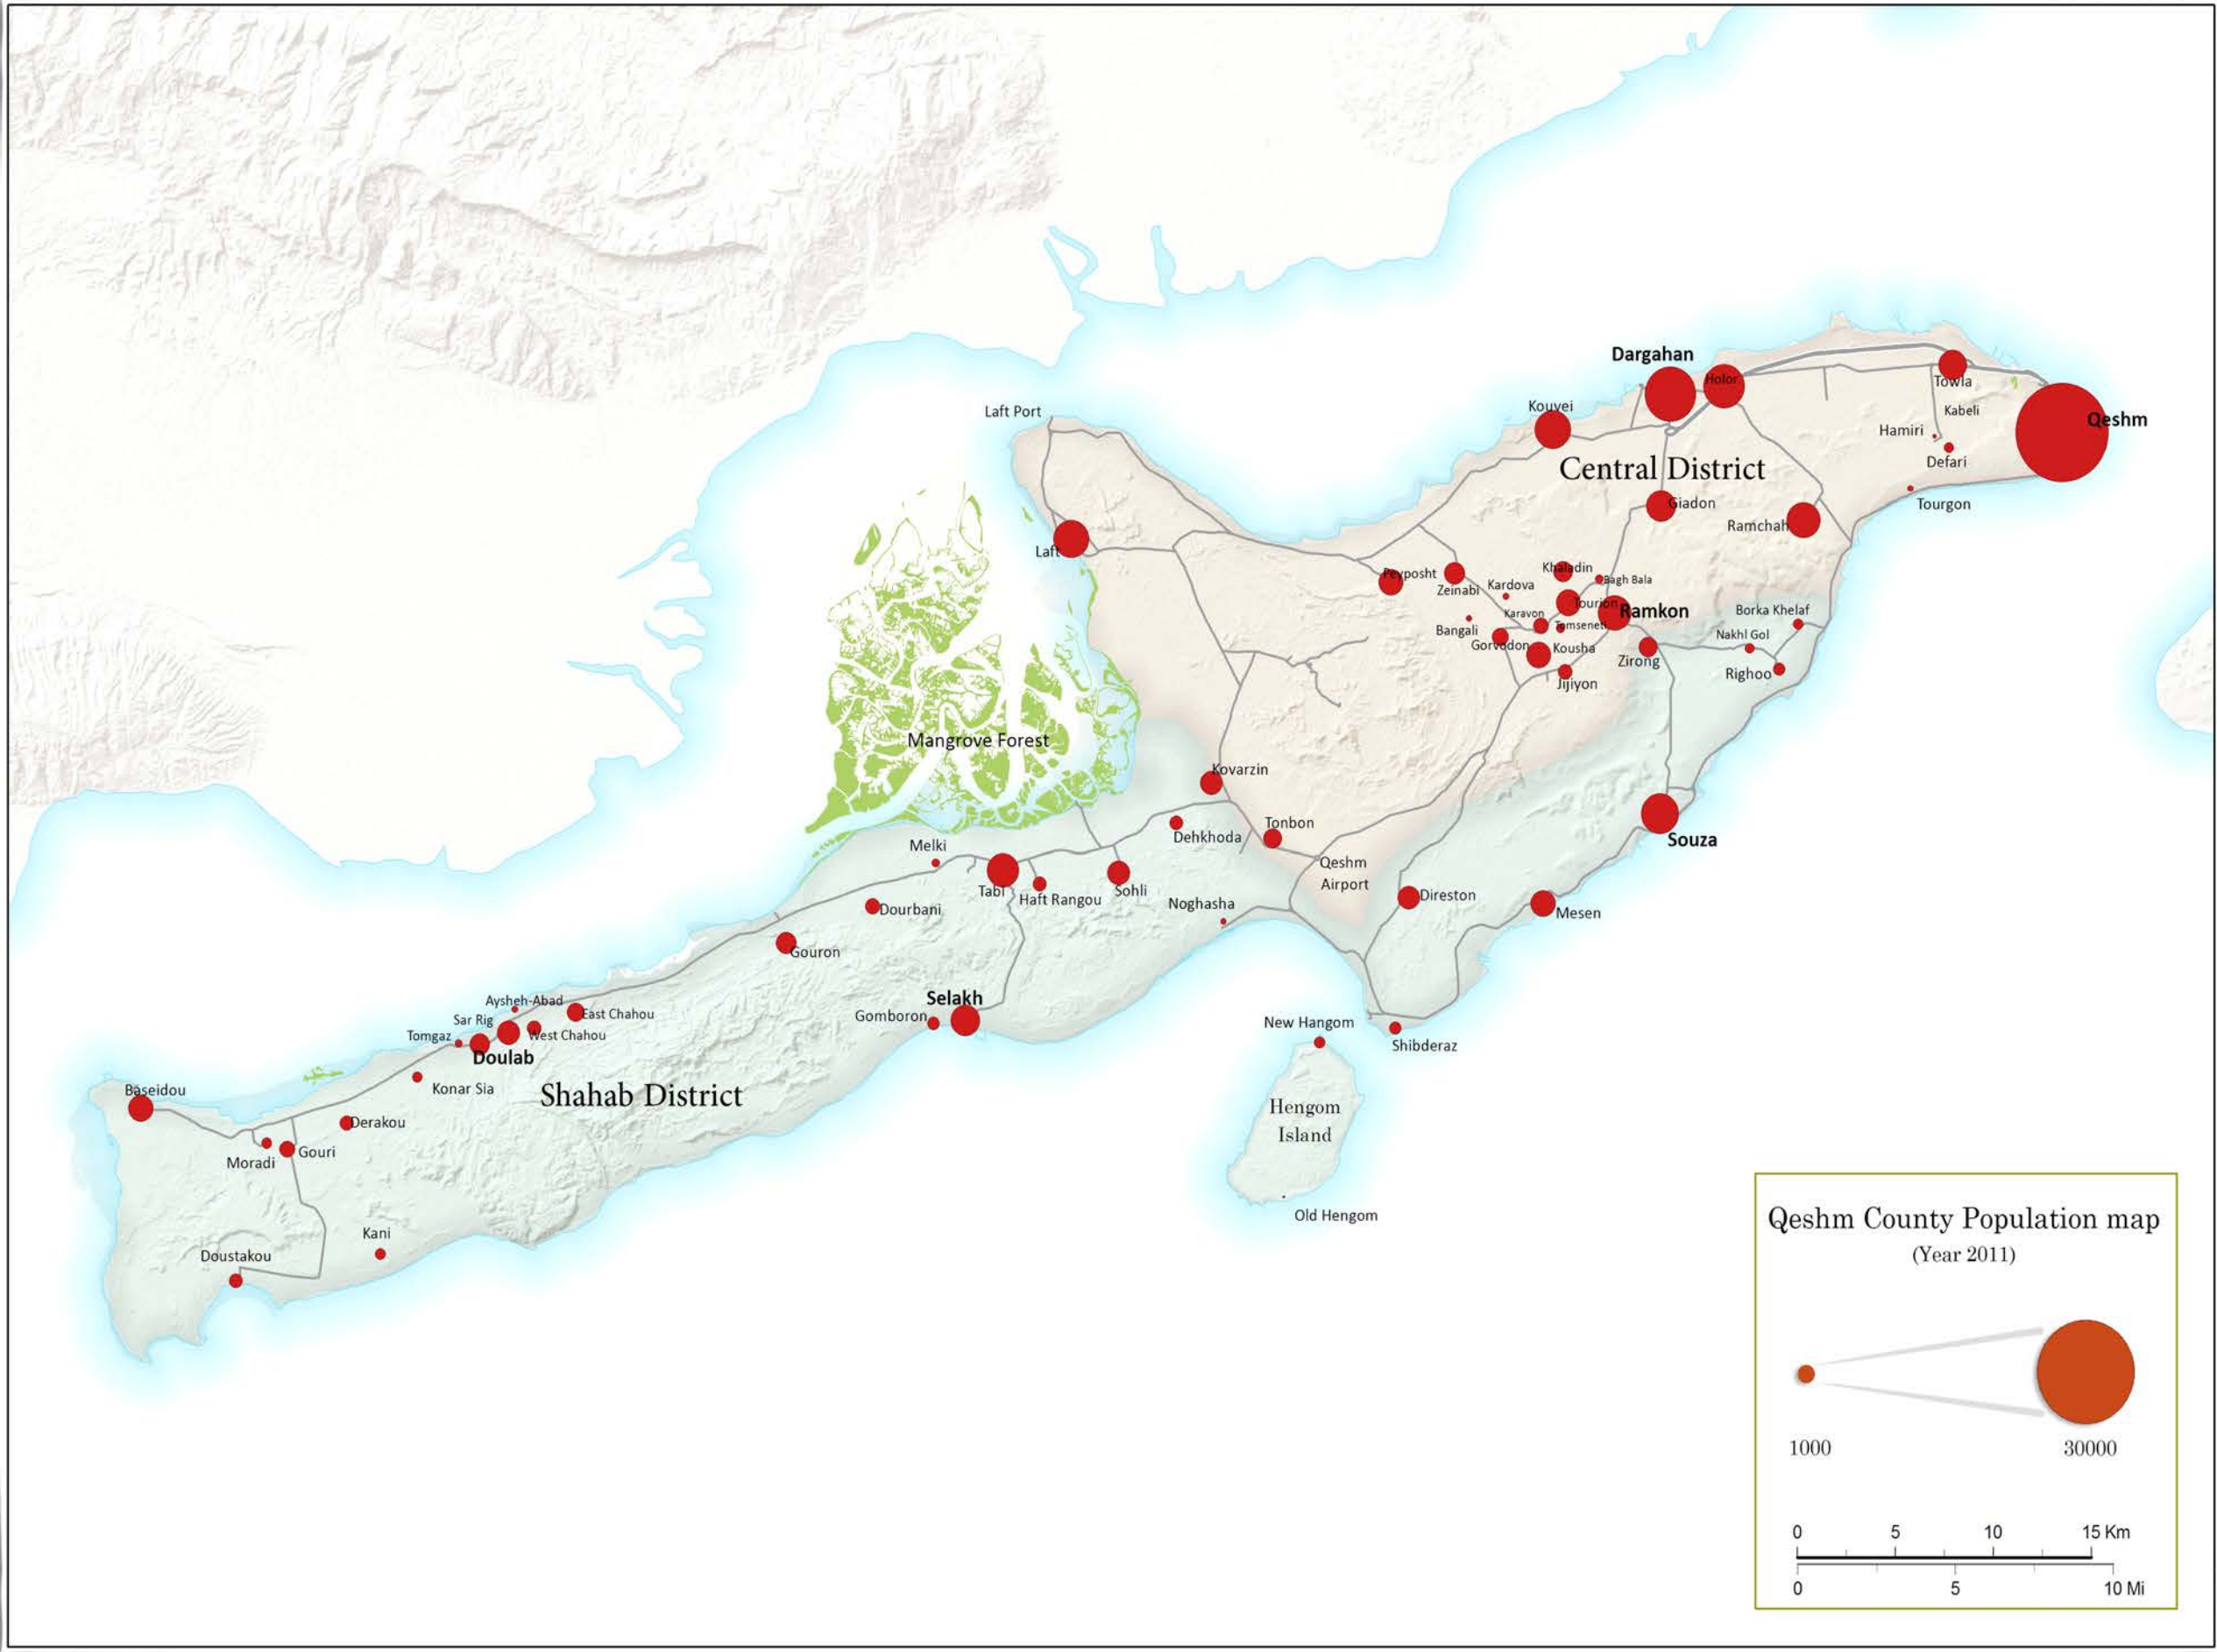 Dargahan
Holor
Towla
Kouvei
Laft Port
Kabeli
Qeshm
Hamiri
Defari
Central District
Giadon
Tourgon
Ramchah
Laft
Peyposht
Zeinabi
Kardova
Khaladin
Bagh Bala
Tourion
Ramkon
Borka Khelaf
Karavon
Tomseneti
Bangali
Gorvodon
Kousha
Nakhl Gol
Zirong
Righoo
Jijiyon
Mangrove Forest
Kovarzin
Dehkhoda
Tonbon
Souza
Melki
Qeshm
Airport
Tabl
Haft Rangou
Sohli
Noghasha
Direston
Mesen
Dourbani
Gouron
Selakh
Gomboron
Aysheh-Abad
East Chahou
Sar Rig
West Chahou
Tomgaz
Doulab
New Hangom
Shibderaz
Konar Sia
Shahab District
Baseidou
Hengom
Island
Derakou
Gouri
Moradi
Kani
Doustakou
Old Hengom
Qeshm County Population map
(Year 2011)
1000 30000
0 5 10 15 Km
0 5 10 Mi